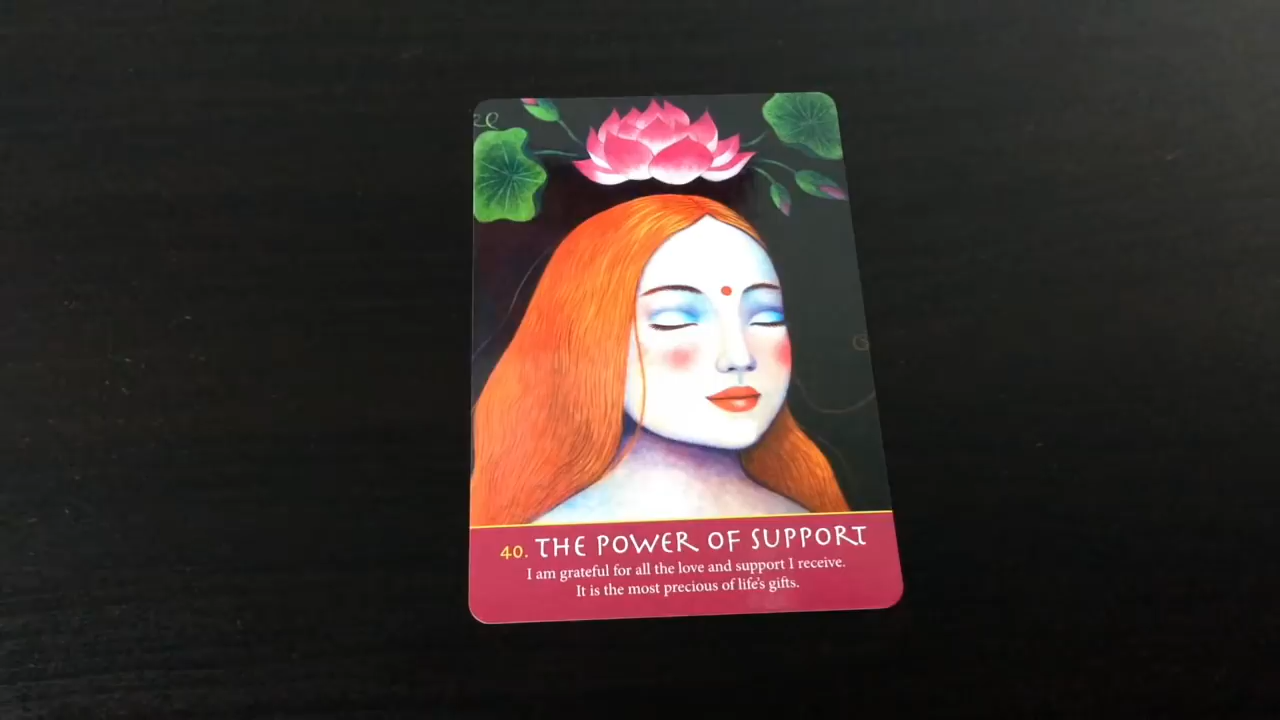 40. THE POWER OF SUPPORT
I am grateful for all the love and support I receive.
It is the most precious of life's gifts.